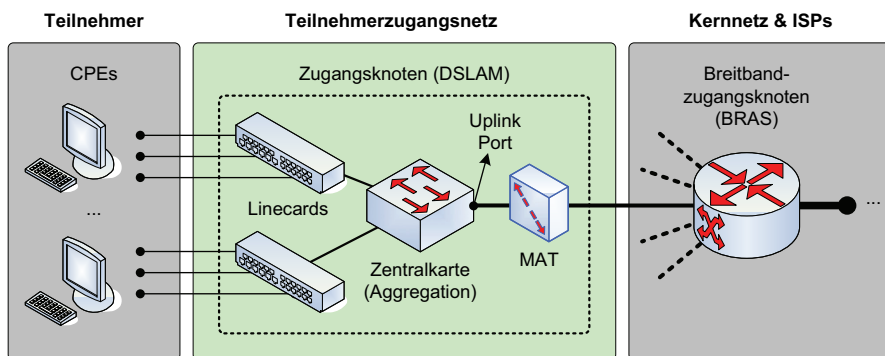 Teilnehmer
Teilnehmerzugangsnetz
Kernnetz & ISPs
CPEs
...
Zugangsknoten (DSLAM)
Linecards
Uplink
Port
Zentralkarte
(Aggregation)
MAT
Breitband-
zugangsknoten
(BRAS)
...